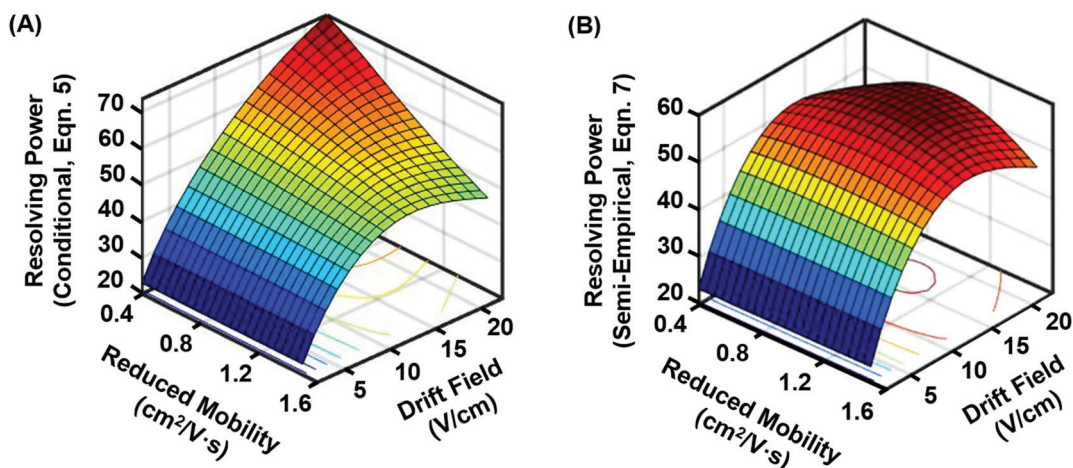 (A)
Resolving Power
(Conditional, Eqn. 5)
70
60
50
40
30
20
0.4
0.8
1.2
1.6
Reduced Mobility
(cm²/V·s)
5
10
15
20
Drift Field
(V/cm)
(B)
Resolving Power
(Semi-Empirical, Eqn. 7)
60
50
40
30
20
0.4
0.8
1.2
1.6
Reduced Mobility
(cm²/V·s)
5
10
15
20
Drift Field
(V/cm)